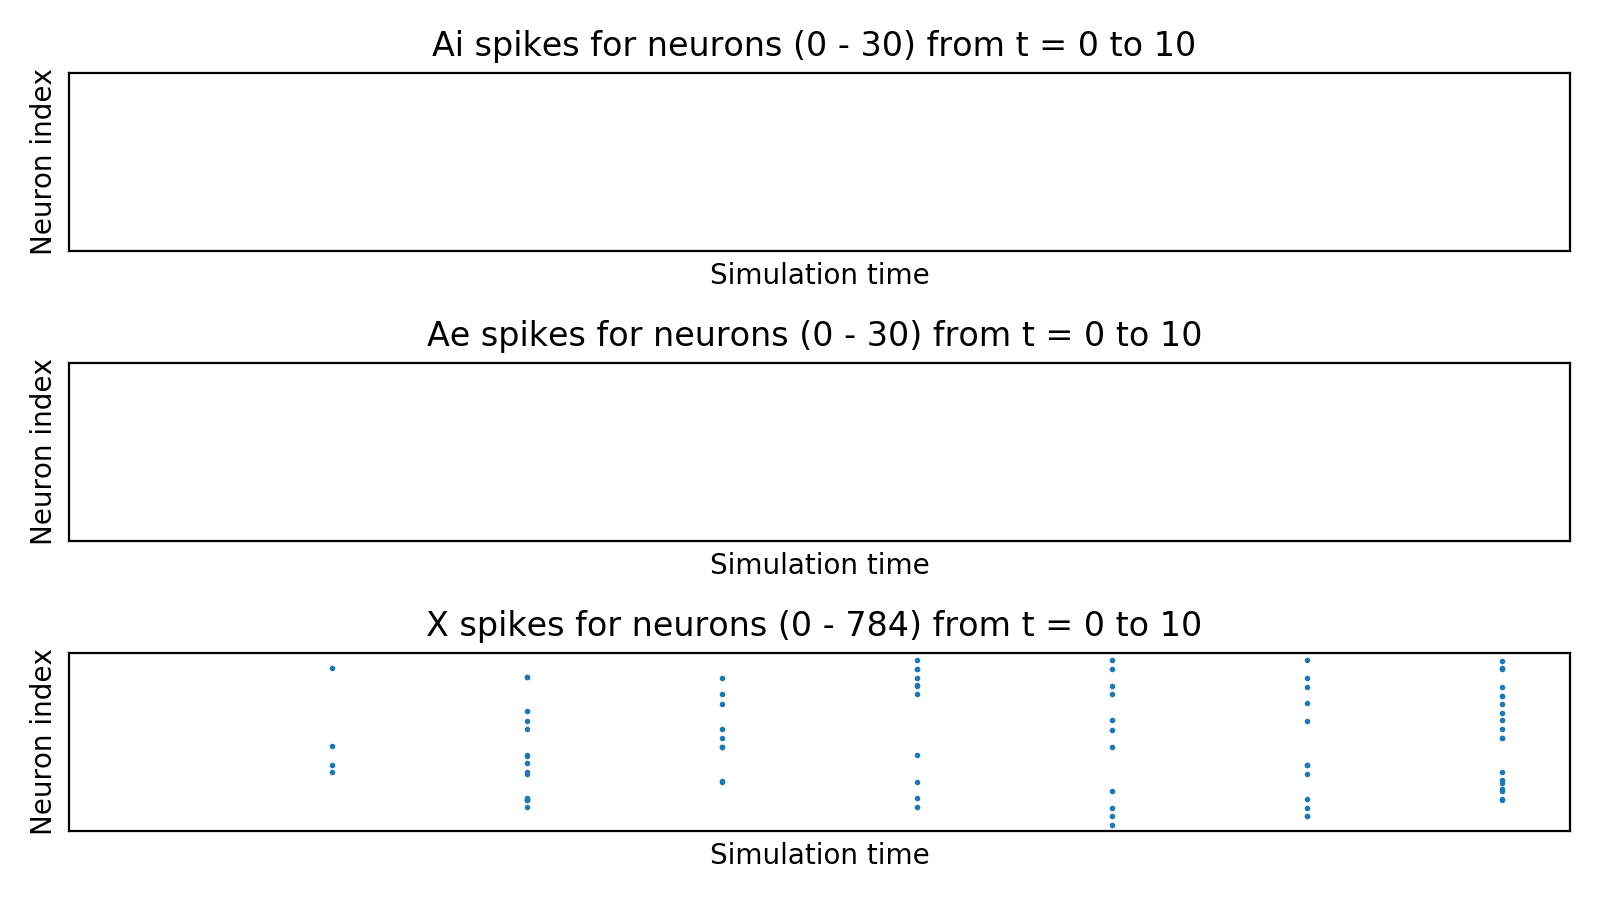 Ai spikes for neurons (0 - 30) from t = 0 to 10
Neuron index
Simulation time
Ae spikes for neurons (0 - 30) from t = 0 to 10
Neuron index
Simulation time
X spikes for neurons (0 - 784) from t = 0 to 10
Neuron index
Simulation time